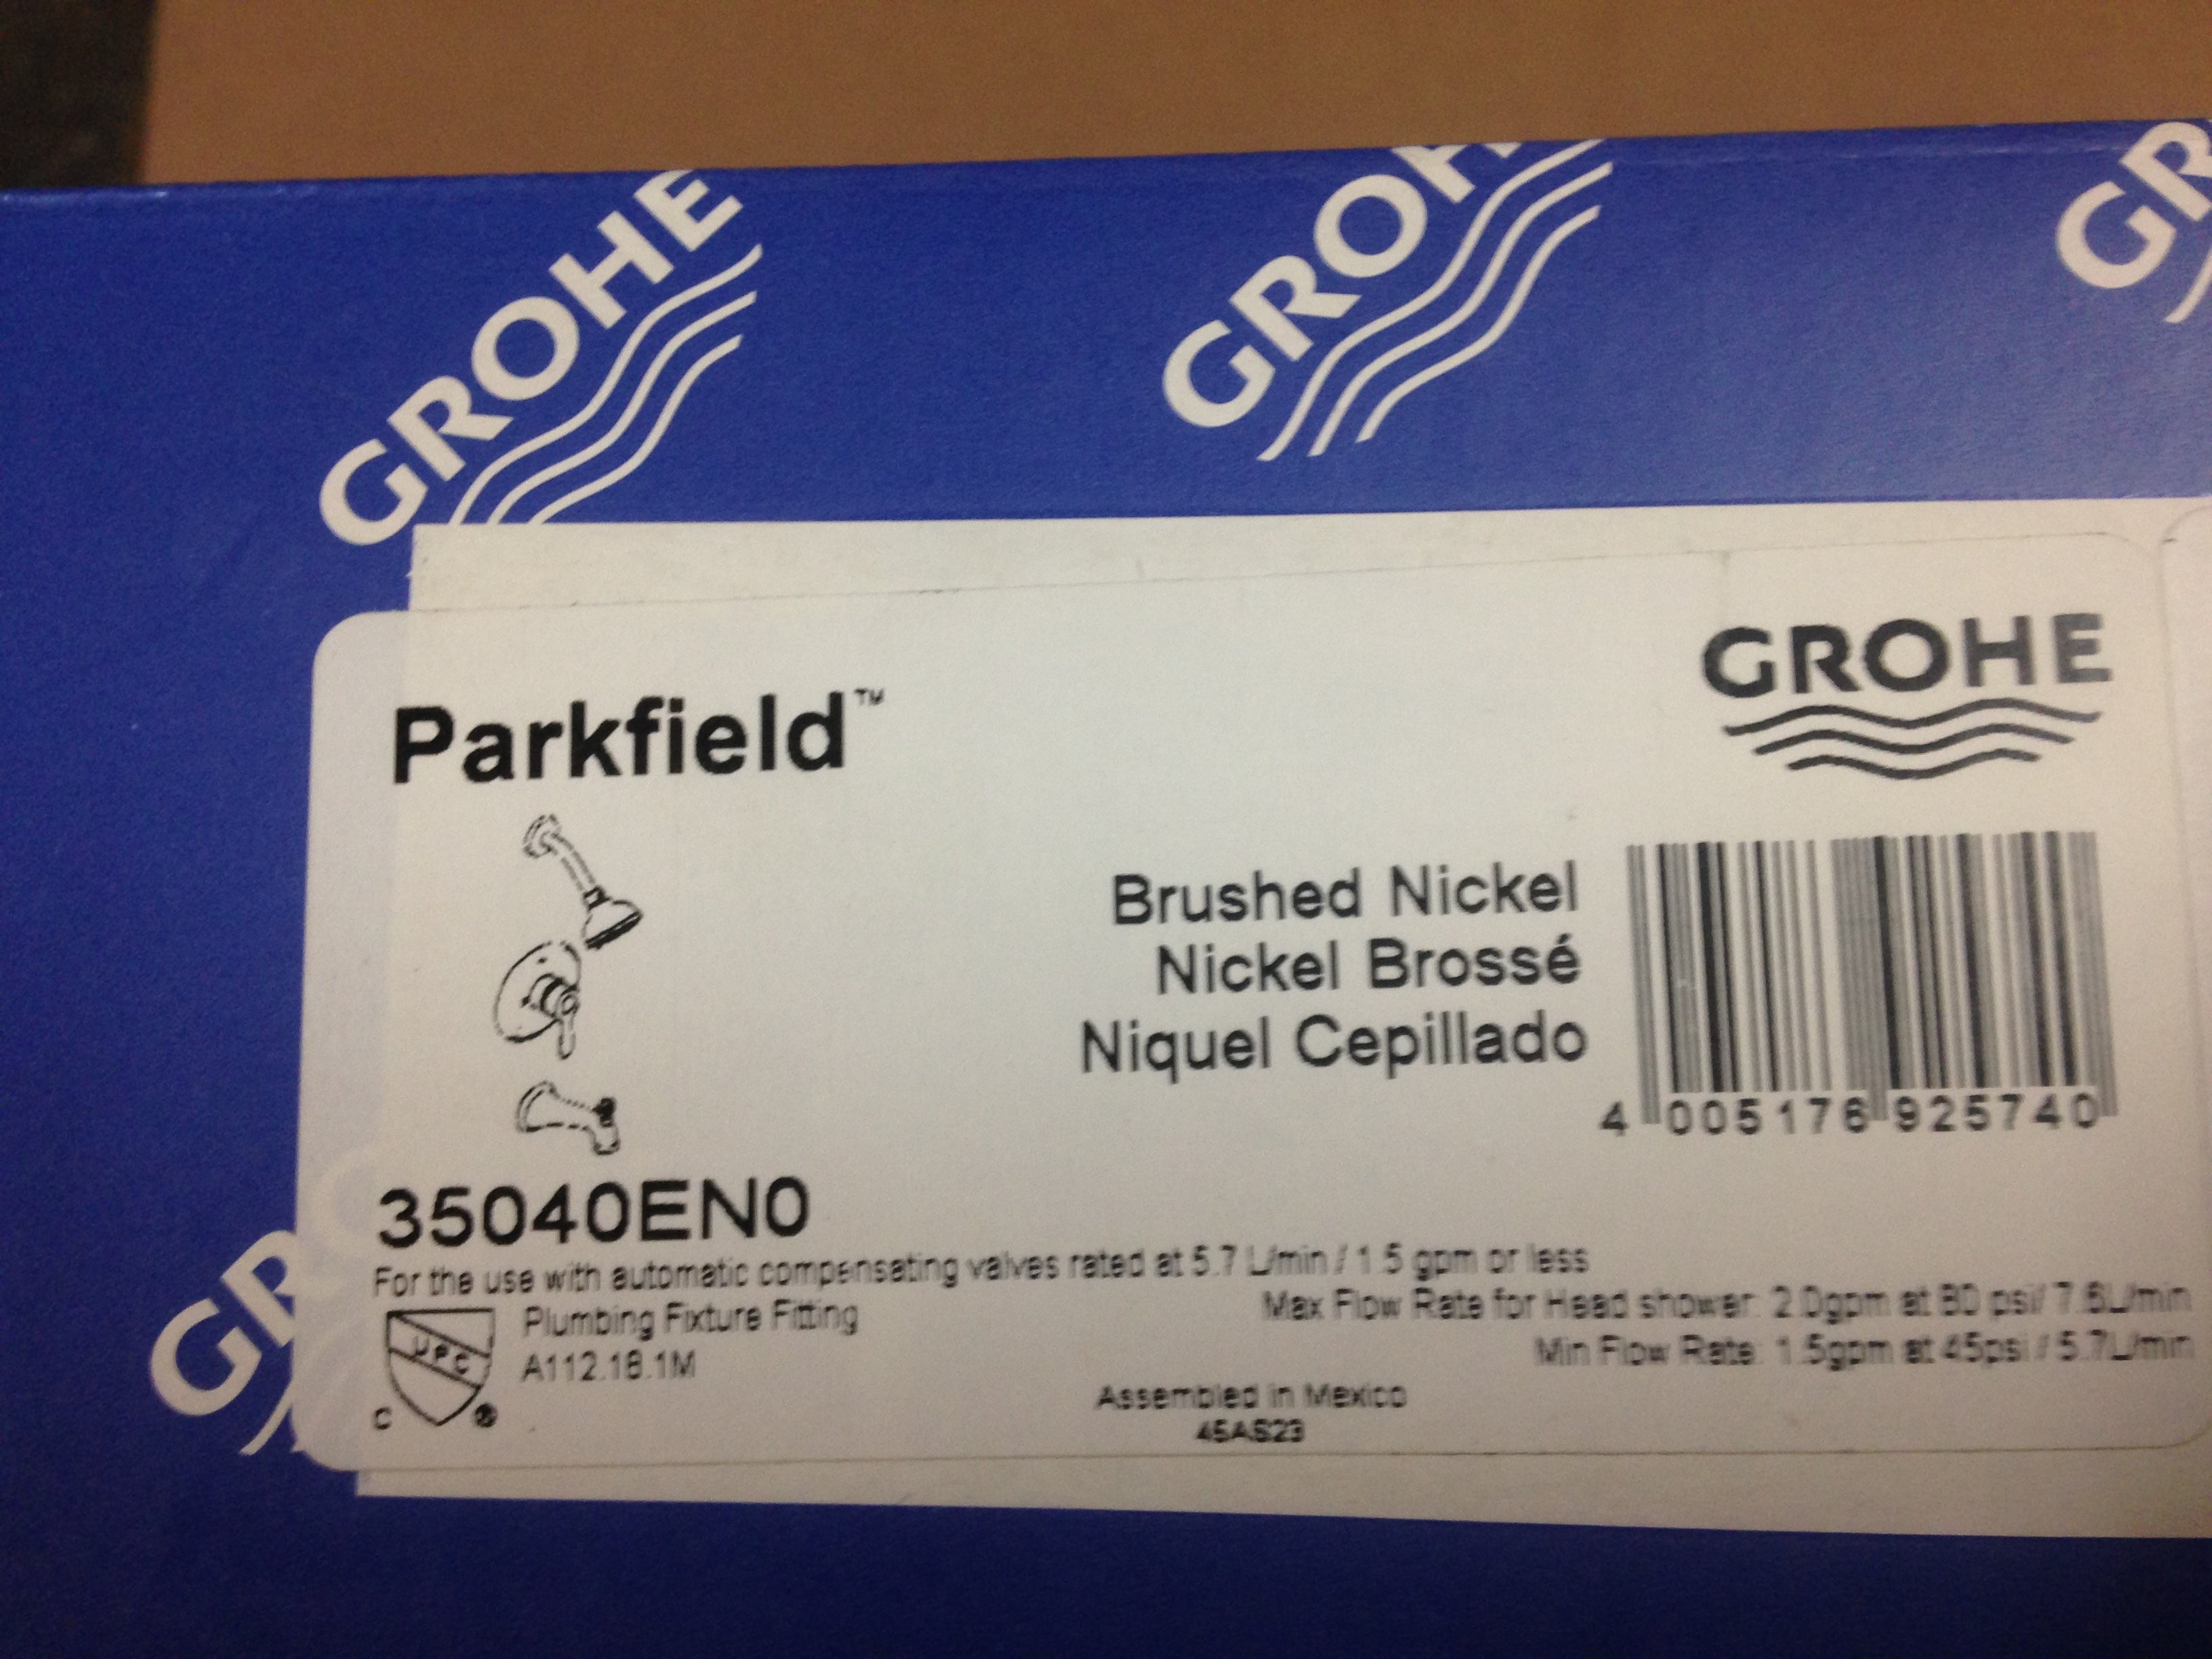 GROHE
GROH
GR
GROHE
Parkfield™
Brushed Nickel
Nickel Brossé
Niquel Cepillado
4 005176 925740
35040EN0
For the use with automatic compensating valves rated at 5.7 L/min / 1.5 gpm or less
Plumbing Fixture Fitting
A112.18.1M
UPC
C ®
Max Flow Rate for Head shower: 2.0gpm at 80 psi/ 7.6L/min
Min Flow Rate: 1.5gpm at 45psi / 5.7L/min
Assembled in Mexico
45AS23
GR